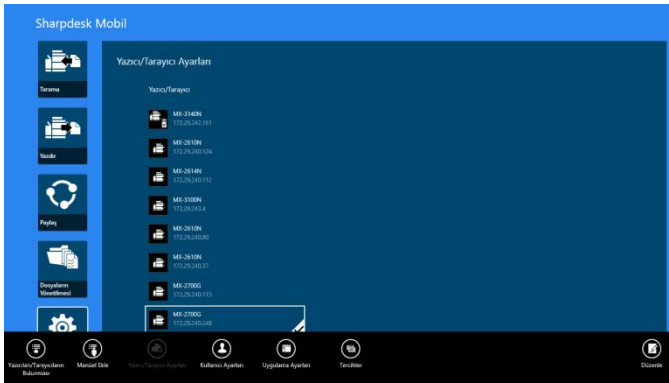 Sharpdesk Mobil
Yazıcı/Tarayıcı Ayarları
Tarama
Yazıcı/Tarayıcı
MX-3140N
172.29.242.161
MX-2610N
172.29.240.124
Yazdır
MX-2614N
172.29.240.112
MX-3100N
172.29.243.4
Paylaş
MX-2610N
172.29.240.80
MX-2610N
172.29.240.37
Dosyaların
Yönetilmesi
MX-2700G
172.29.240.115
MX-2700G
172.29.240.248
Yazıcıları/Tarayıcıların
Bulunması
Manüel Ekle
Yazıcı/Tarayıcı Ayarları
Kullanıcı Ayarları
Uygulama Ayarları
Tercihler
Düzenle